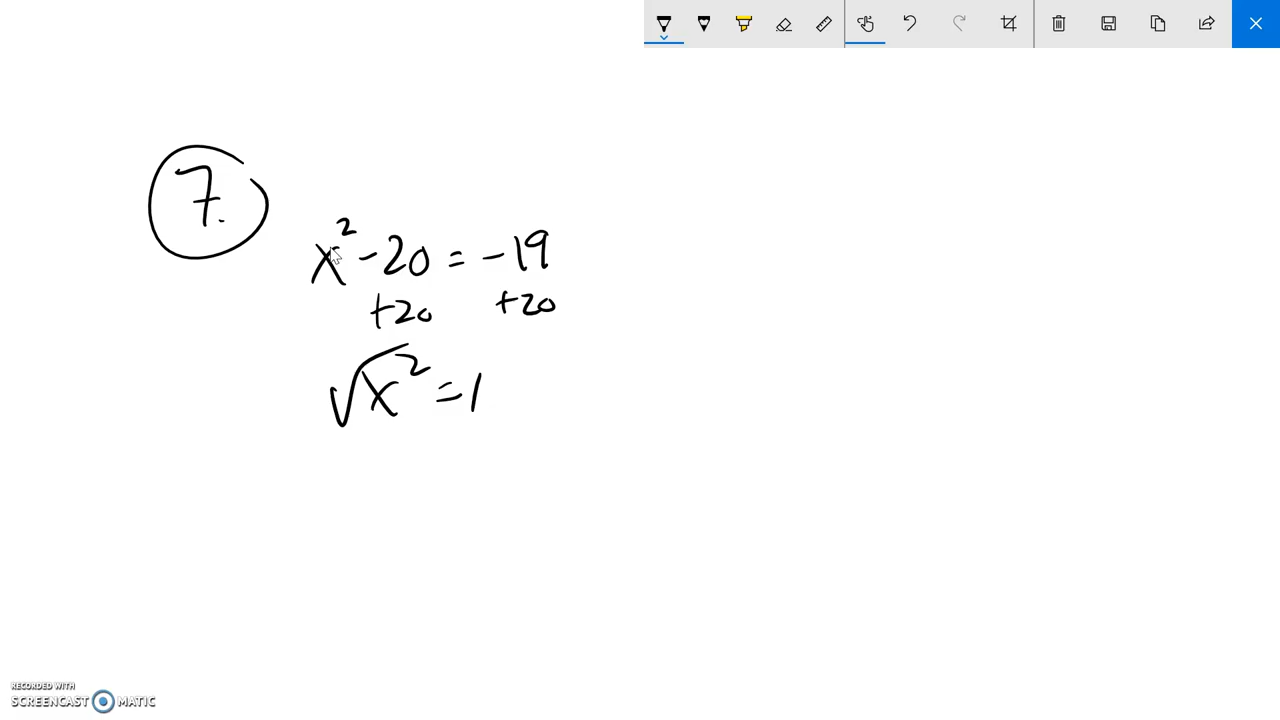 7.
x² - 20 = -19
+20 +20
√x² = 1
RECORDED WITH
SCREENCAST MATIC